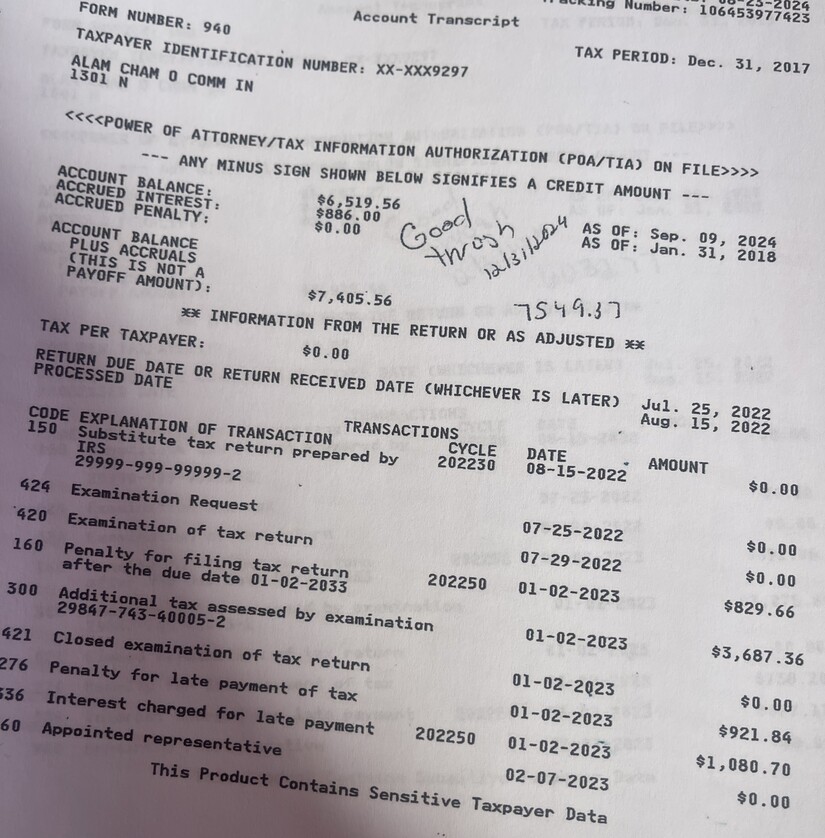 08-23-2024
Tracking Number: 106453977423
FORM NUMBER: 940
Account Transcript
TAXPAYER IDENTIFICATION NUMBER: XX-XXX9297
TAX PERIOD: Dec. 31, 2017
ALAM CHAM O COMM IN
1301 N
<<<<POWER OF ATTORNEY/TAX INFORMATION AUTHORIZATION (POA/TIA) ON FILE>>>>
--- ANY MINUS SIGN SHOWN BELOW SIGNIFIES A CREDIT AMOUNT ---
ACCOUNT BALANCE: $6,519.56
ACCRUED INTEREST: $886.00 AS OF: Sep. 09, 2024
ACCRUED PENALTY: $0.00 AS OF: Jan. 31, 2018
Good
throgh
12/31/2024
ACCOUNT BALANCE
PLUS ACCRUALS
(THIS IS NOT A
PAYOFF AMOUNT): $7,405.56
7549.37
** INFORMATION FROM THE RETURN OR AS ADJUSTED **
TAX PER TAXPAYER: $0.00
RETURN DUE DATE OR RETURN RECEIVED DATE (WHICHEVER IS LATER) Jul. 25, 2022
PROCESSED DATE Aug. 15, 2022
TRANSACTIONS
CODE EXPLANATION OF TRANSACTION CYCLE DATE AMOUNT
150 Substitute tax return prepared by 202230 08-15-2022 $0.00
IRS
29999-999-99999-2
424 Examination Request 07-25-2022 $0.00
420 Examination of tax return 07-29-2022 $0.00
160 Penalty for filing tax return 202250 01-02-2023 $829.66
after the due date 01-02-2033
300 Additional tax assessed by examination 01-02-2023 $3,687.36
29847-743-40005-2
421 Closed examination of tax return 01-02-2023 $0.00
276 Penalty for late payment of tax 01-02-2023 $921.84
336 Interest charged for late payment 202250 01-02-2023 $1,080.70
60 Appointed representative 02-07-2023 $0.00
This Product Contains Sensitive Taxpayer Data